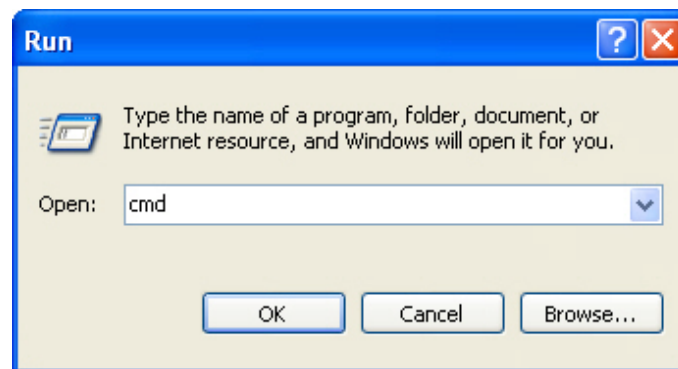 Run
Type the name of a program, folder, document, or
Internet resource, and Windows will open it for you.
Open: cmd
OK Cancel Browse...